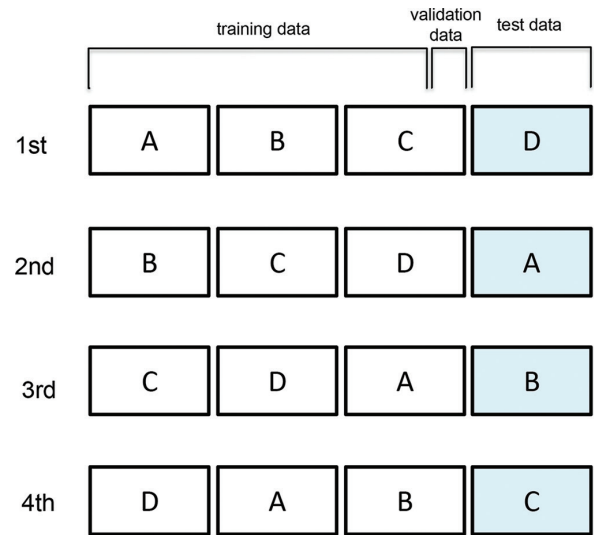 training data
validation
data
test data
1st A B C D
2nd B C D A
3rd C D A B
4th D A B C